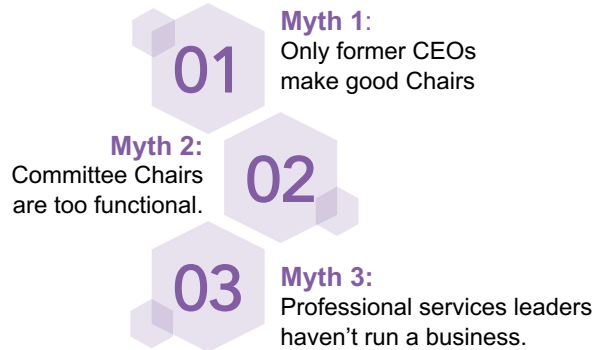 01
Myth 1:
Only former CEOs
make good Chairs
Myth 2:
Committee Chairs
are too functional.
02
03
Myth 3:
Professional services leaders
haven’t run a business.